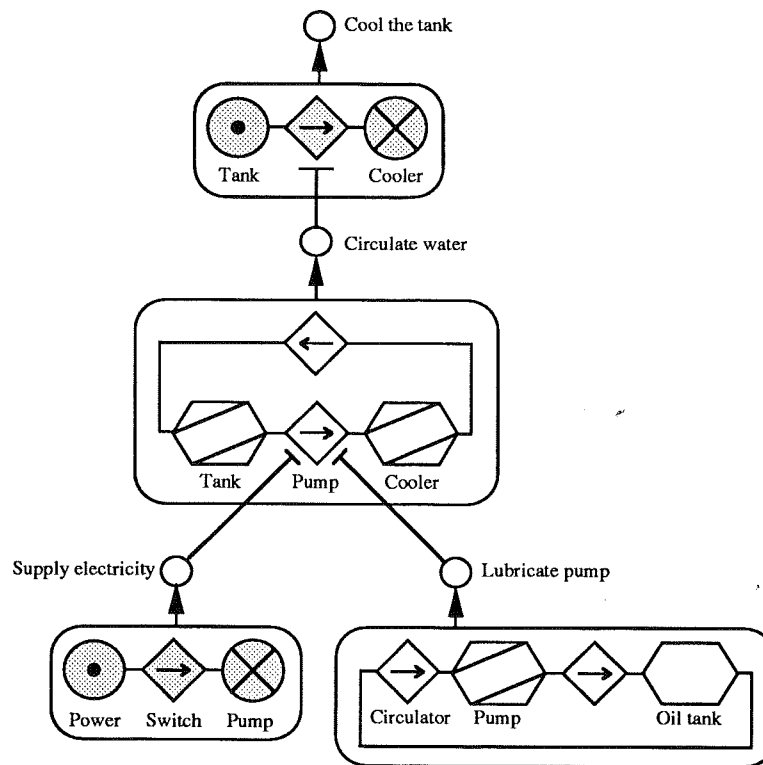 Cool the tank
Tank
Cooler
Circulate water
Tank
Pump
Cooler
Supply electricity
Lubricate pump
Power
Switch
Pump
Circulator
Pump
Oil tank